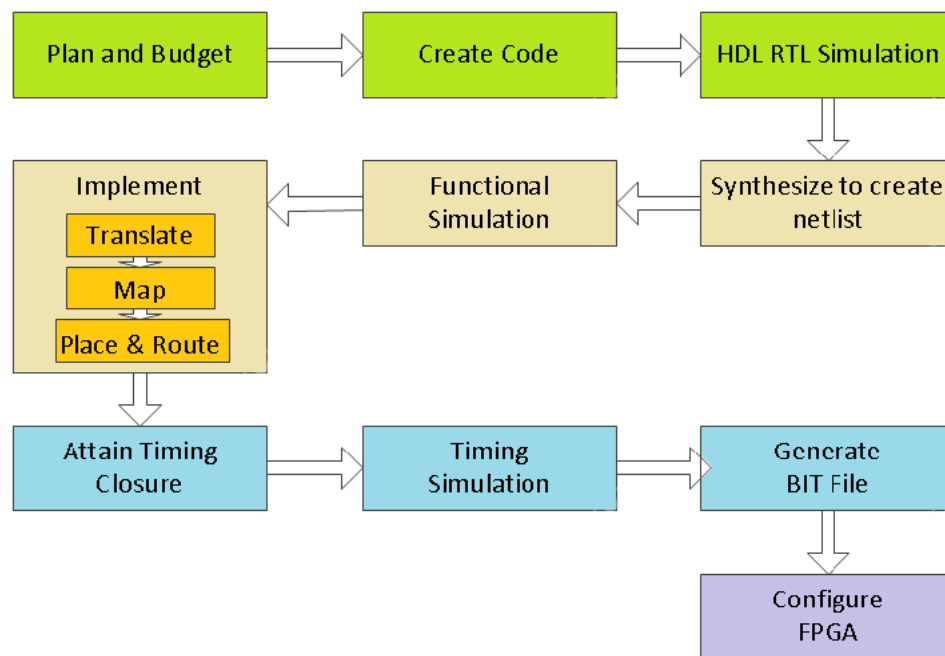 Plan and Budget
Create Code
HDL RTL Simulation
Implement
Translate
Map
Place & Route
Functional
Simulation
Synthesize to create
netlist
Attain Timing
Closure
Timing
Simulation
Generate
BIT File
Configure
FPGA